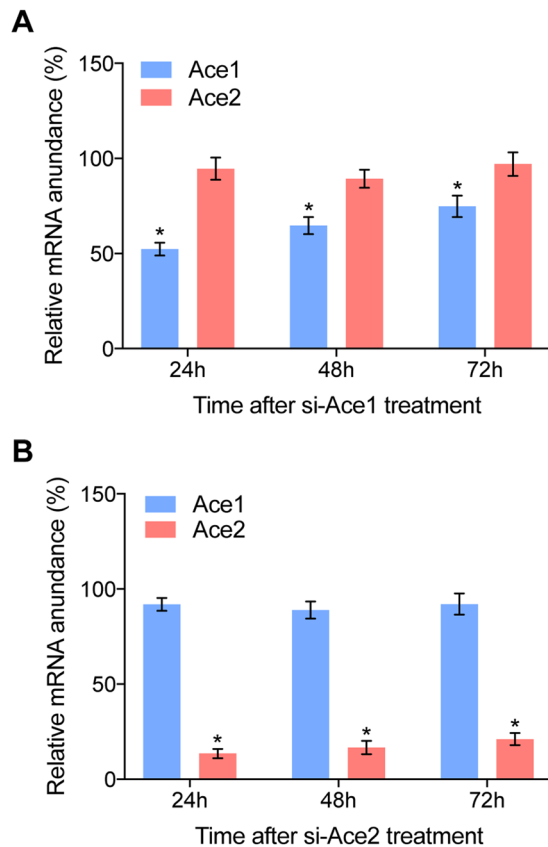 A
Relative mRNA anundance (%)
150
100
50
0
Ace1
Ace2
*
*
*
24h
48h
72h
Time after si-Ace1 treatment
B
Relative mRNA anundance (%)
150
100
50
0
Ace1
Ace2
*
*
*
24h
48h
72h
Time after si-Ace2 treatment